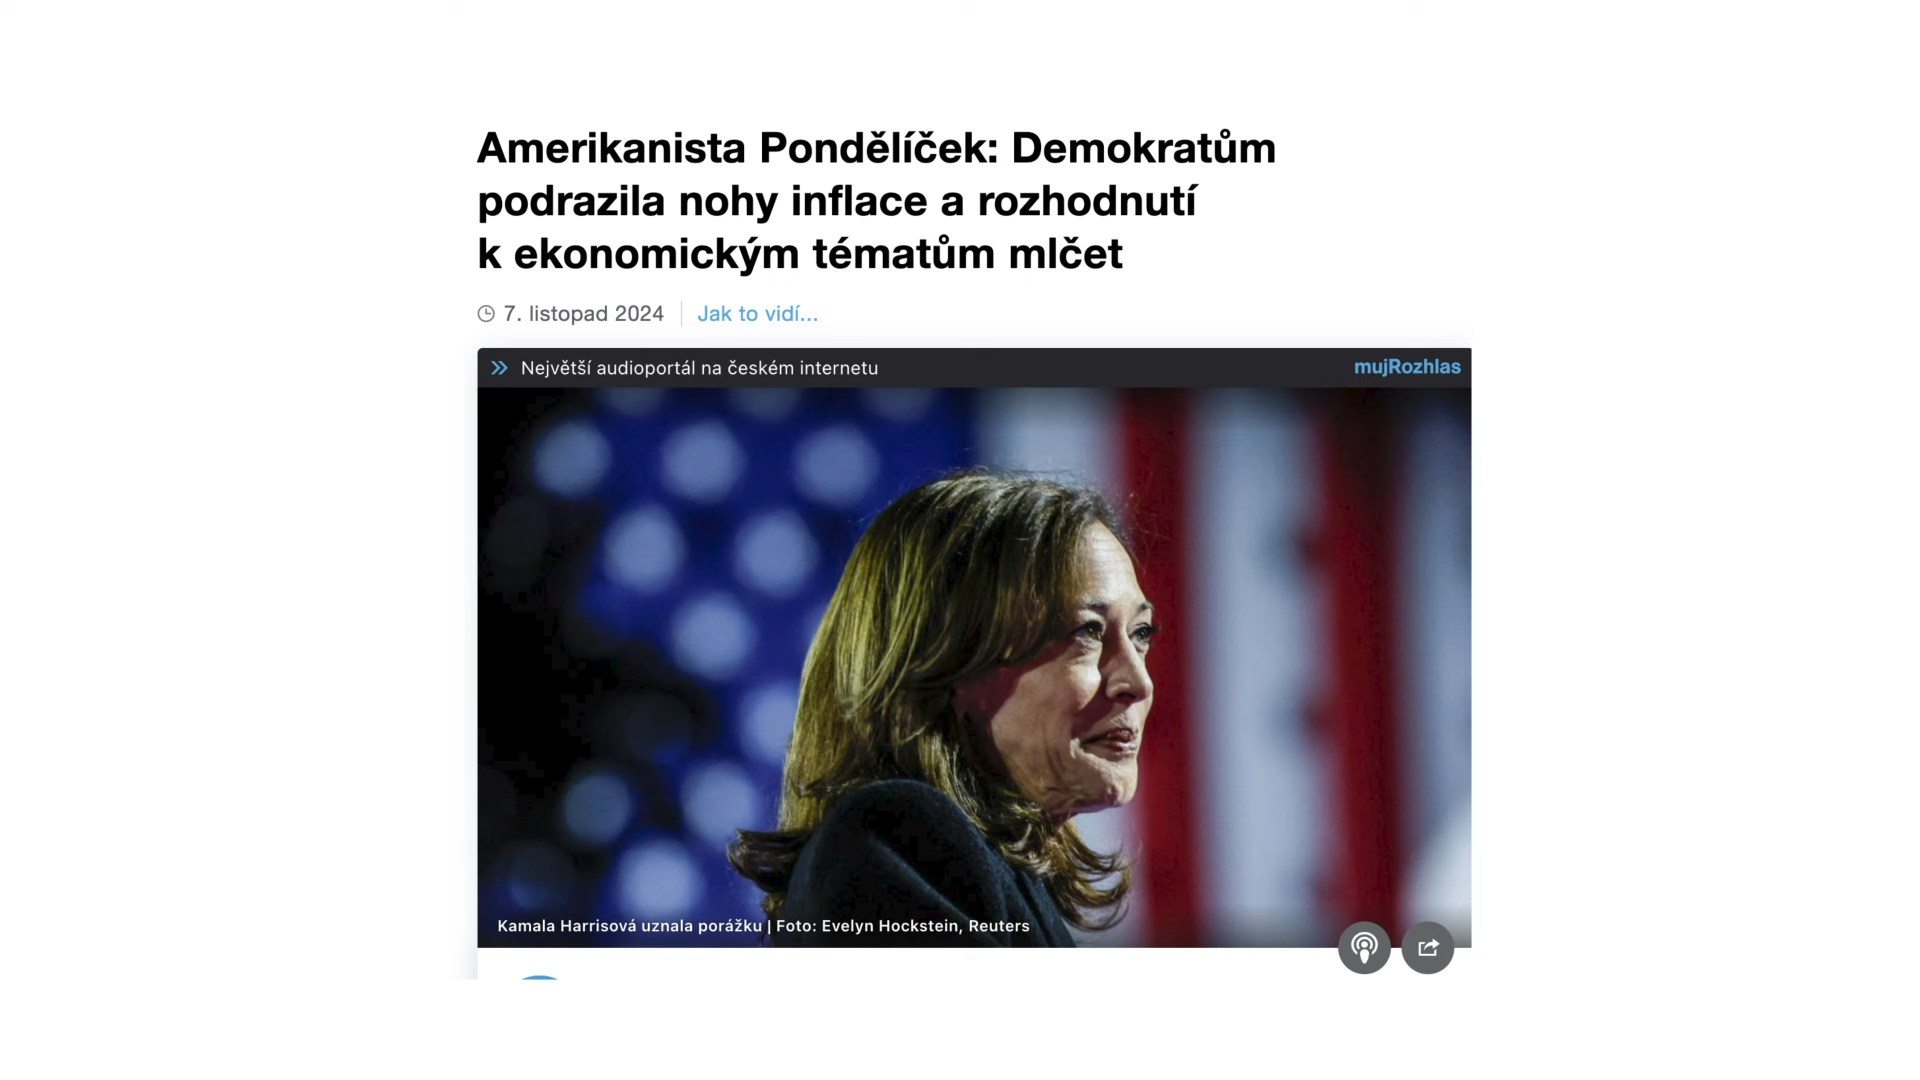 Amerikanista Pondělíček: Demokratům
podrazila nohy inflace a rozhodnutí
k ekonomickým tématům mlčet
7. listopad 2024
Jak to vidí...
Největší audioportál na českém internetu
mujRozhlas
Kamala Harrisová uznala porážku | Foto: Evelyn Hockstein, Reuters